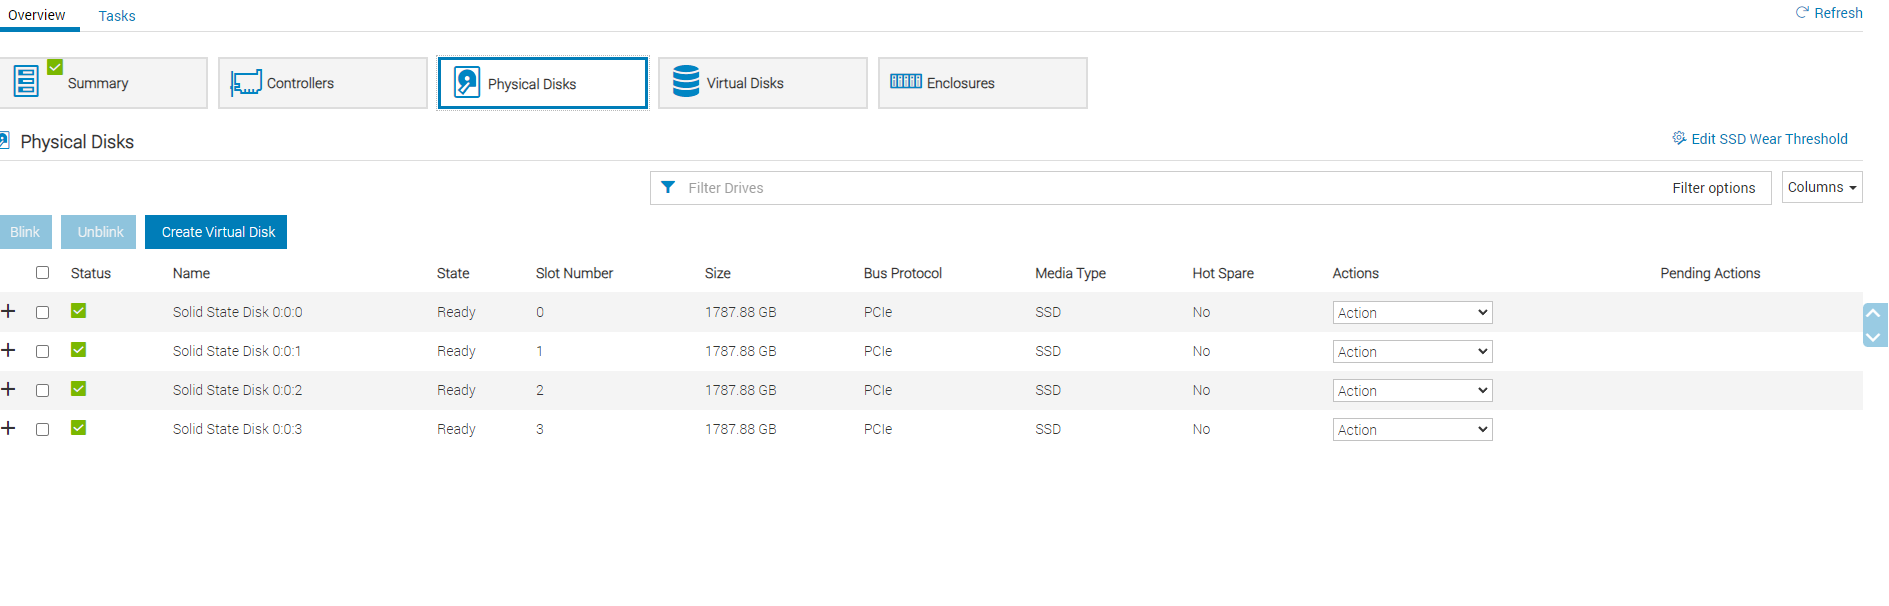 Overview Tasks Refresh
Summary Controllers Physical Disks Virtual Disks Enclosures
Physical Disks Edit SSD Wear Threshold
Filter Drives Filter options Columns
Blink Unblink Create Virtual Disk
Status Name State Slot Number Size Bus Protocol Media Type Hot Spare Actions Pending Actions
Solid State Disk 0:0:0 Ready 0 1787.88 GB PCIe SSD No Action
Solid State Disk 0:0:1 Ready 1 1787.88 GB PCIe SSD No Action
Solid State Disk 0:0:2 Ready 2 1787.88 GB PCIe SSD No Action
Solid State Disk 0:0:3 Ready 3 1787.88 GB PCIe SSD No Action